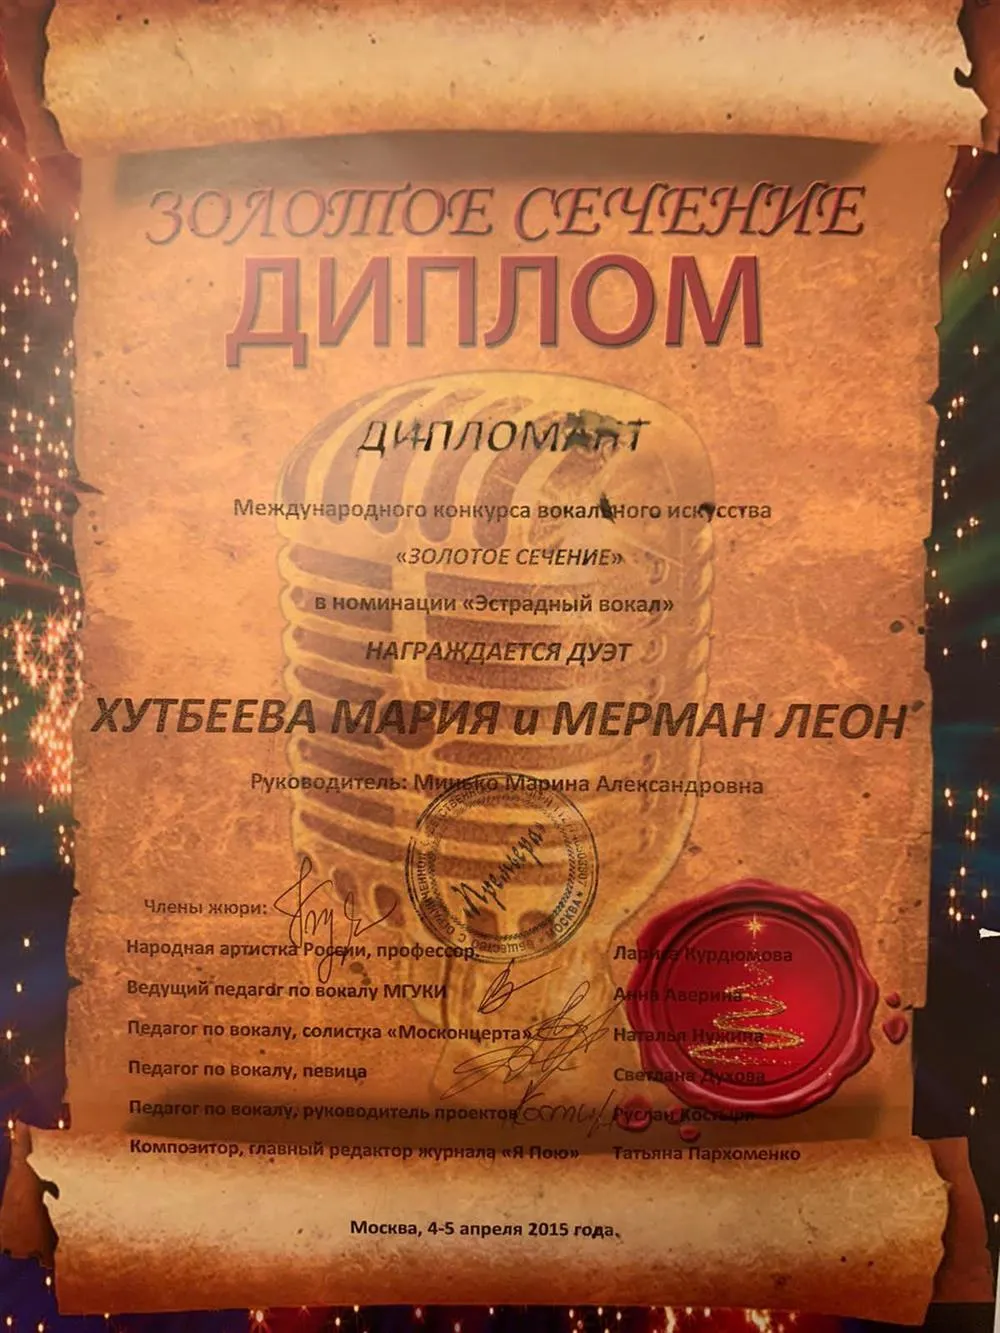 ЗОЛОТОЕ СЕЧЕНИЕ
ДИПЛОМ
ДИПЛОМАНТ
Международного конкурса вокального искусства
«ЗОЛОТОЕ СЕЧЕНИЕ»
в номинации «Эстрадный вокал»
НАГРАЖДАЕТСЯ ДУЭТ
ХУТБЕЕВА МАРИЯ и МЕРМАН ЛЕОН
Руководитель: Минько Марина Александровна
«Премьера»
МОСКВА
Члены жюри:
Народная артистка России, профессор. Лариса Курдюмова
Ведущий педагог по вокалу МГУКИ Анна Аверина
Педагог по вокалу, солистка «Москонцерта» Наталья Нужина
Педагог по вокалу, певица Светлана Духова
Педагог по вокалу, руководитель проектов Руслан Костыря
Композитор, главный редактор журнала «Я Пою» Татьяна Пархоменко
Москва, 4-5 апреля 2015 года.